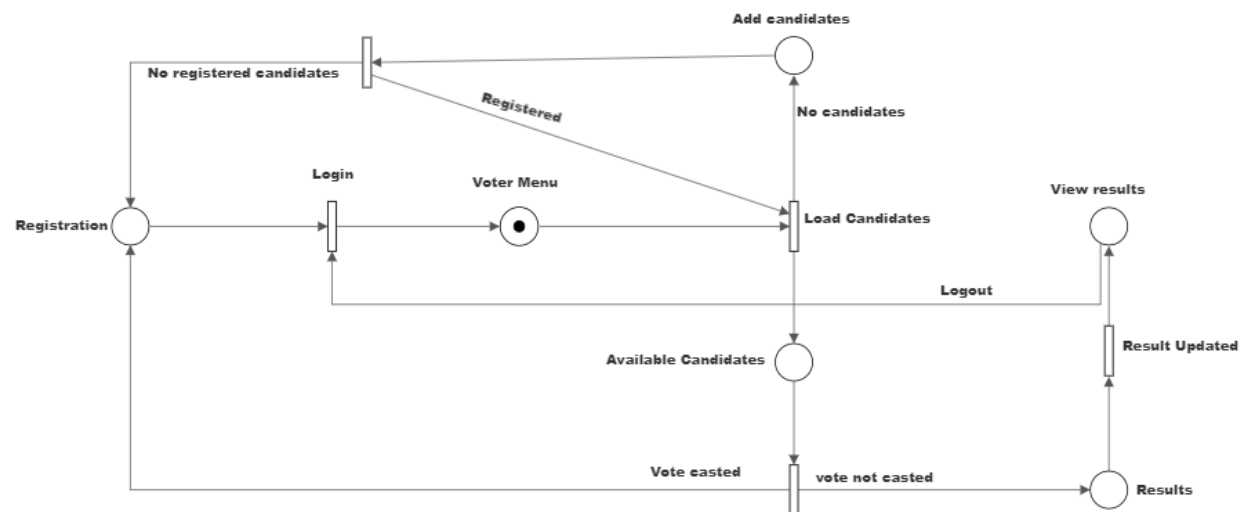 Add candidates
No registered candidates
Registered
No candidates
Login
Voter Menu
View results
Registration
Load Candidates
Logout
Result Updated
Available Candidates
Vote casted
vote not casted
Results